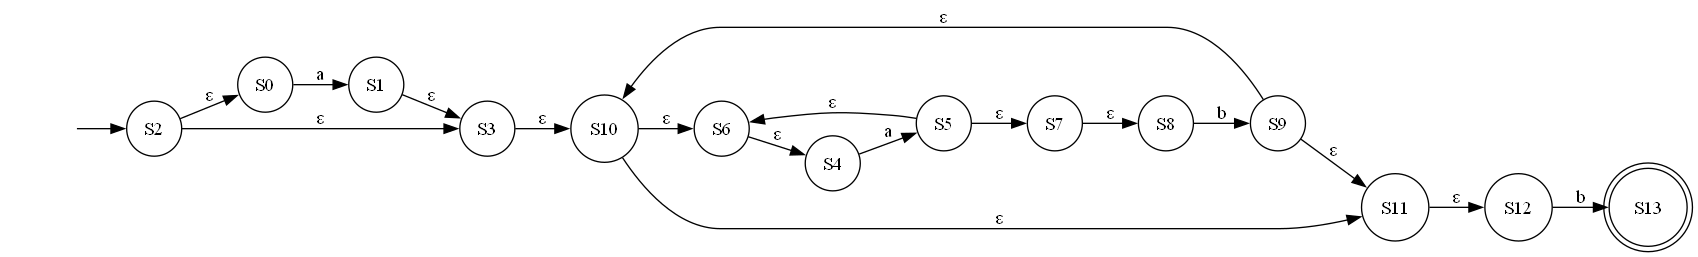 ε
S0 a S1
ε ε ε
S2 ε S3 ε S10 ε S6 ε S5 ε S7 ε S8 b S9
ε S4 a
ε
S11 ε S12 b S13
ε